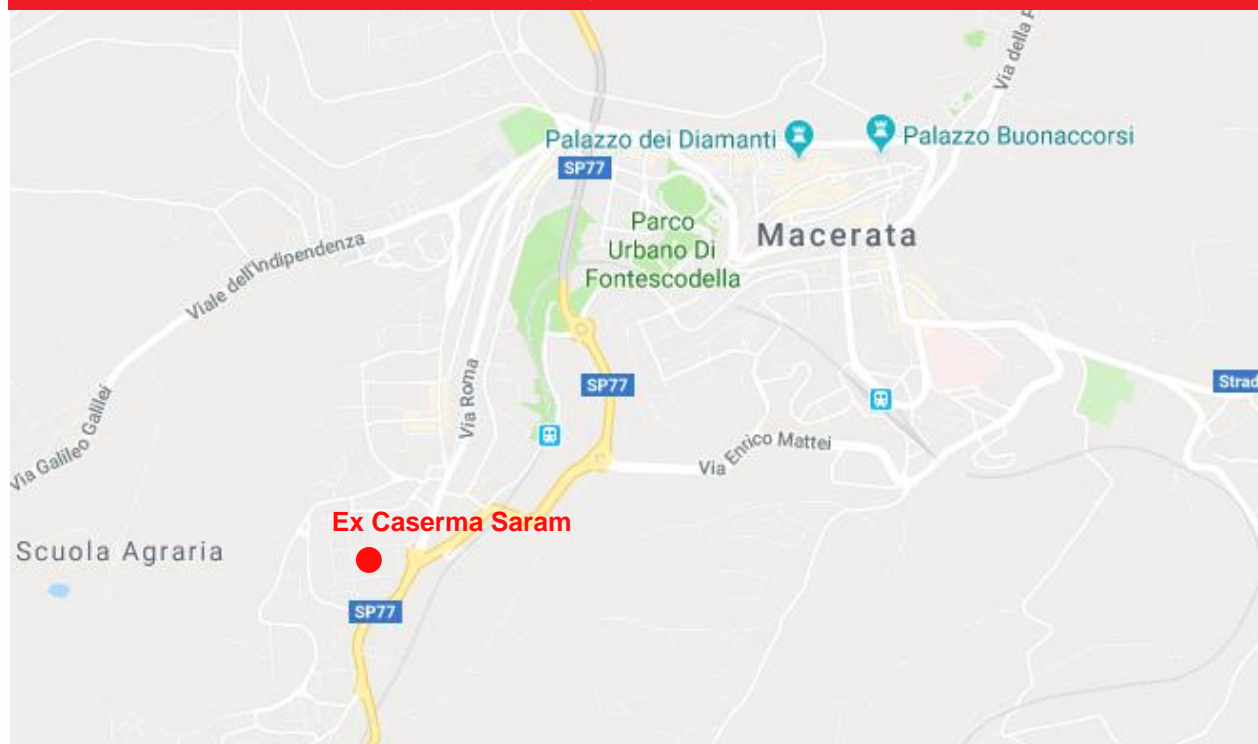 Via della
Palazzo dei Diamanti
Palazzo Buonaccorsi
SP77
Parco
Urbano Di
Fontescodella
Macerata
Viale dell'Indipendenza
SP77
Strad
Via Roma
Via Galileo Galilei
Via Enrico Mattei
Ex Caserma Saram
Scuola Agraria
SP77